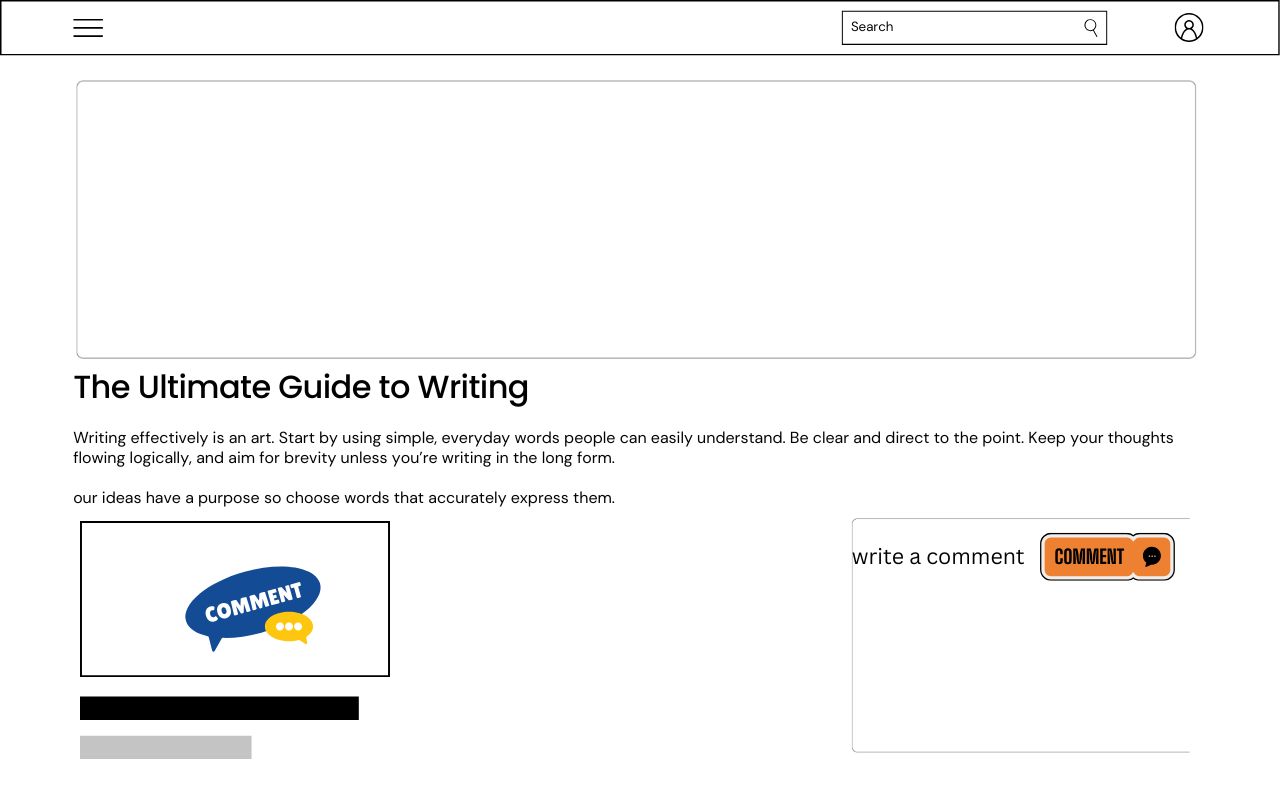 Search
The Ultimate Guide to Writing
Writing effectively is an art. Start by using simple, everyday words people can easily understand. Be clear and direct to the point. Keep your thoughts
flowing logically, and aim for brevity unless you’re writing in the long form.
our ideas have a purpose so choose words that accurately express them.
COMMENT
write a comment
COMMENT